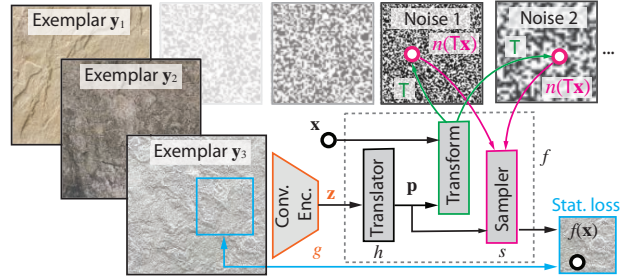 Exemplar y₁
Exemplar y₂
Exemplar y₃
Noise 1
Noise 2
...
n(Tx)
n(Tx)
T
T
x
Transform
f
Conv.
Enc.
z
Translator
p
Sampler
g
h
s
Stat. loss
f(x)